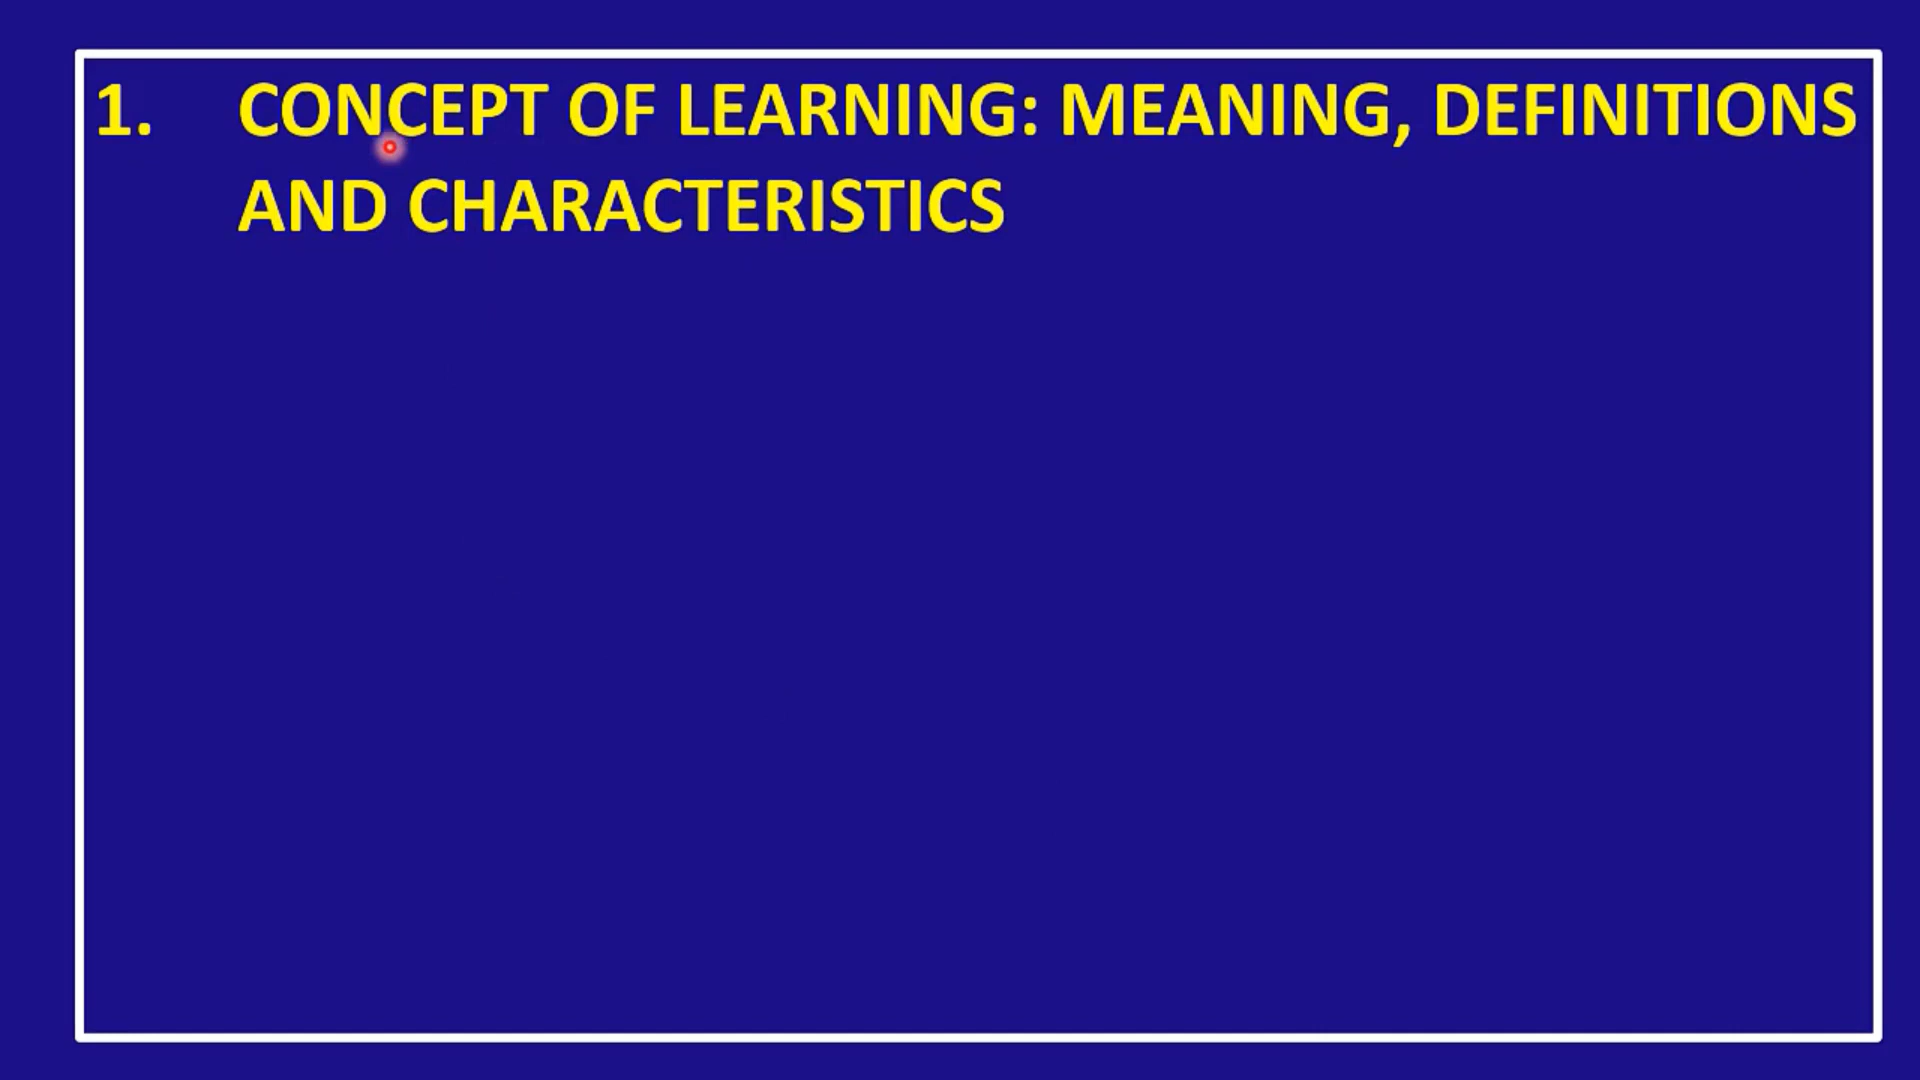 1. CONCEPT OF LEARNING: MEANING, DEFINITIONS
AND CHARACTERISTICS